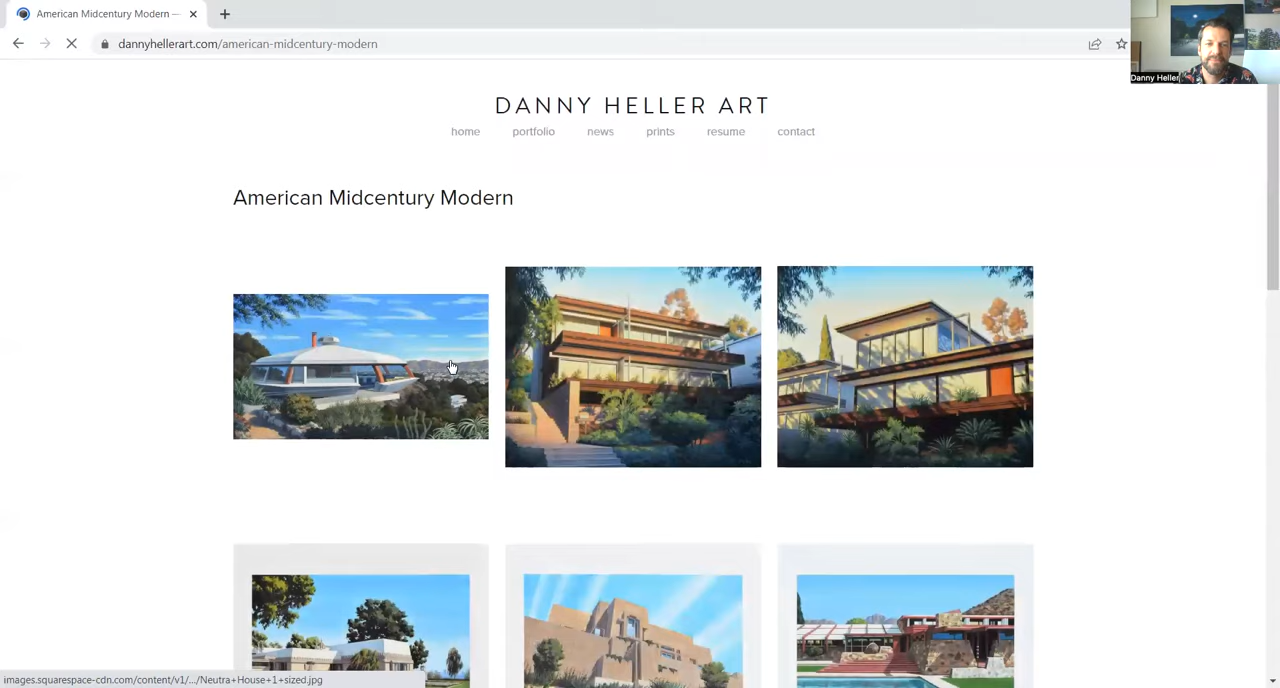 American Midcentury Modern —
dannyhellerart.com/american-midcentury-modern
Danny Heller
DANNY HELLER ART
home portfolio news prints resume contact
American Midcentury Modern
images.squarespace-cdn.com/content/v1/.../Neutra+House+1+sized.jpg